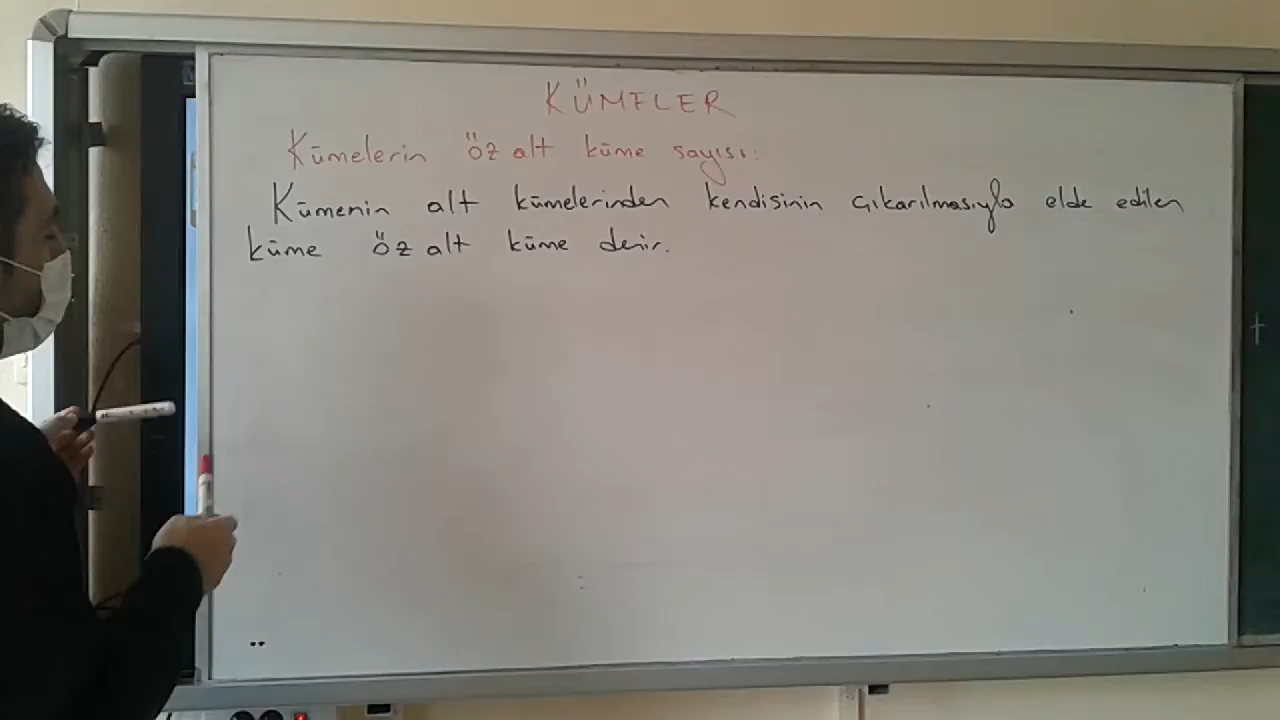 KÜMELER
Kümelerin öz alt küme sayısı:
Kümenin alt kümelerinden kendisinin çıkarılmasıyla elde edilen
küme öz alt küme denir.